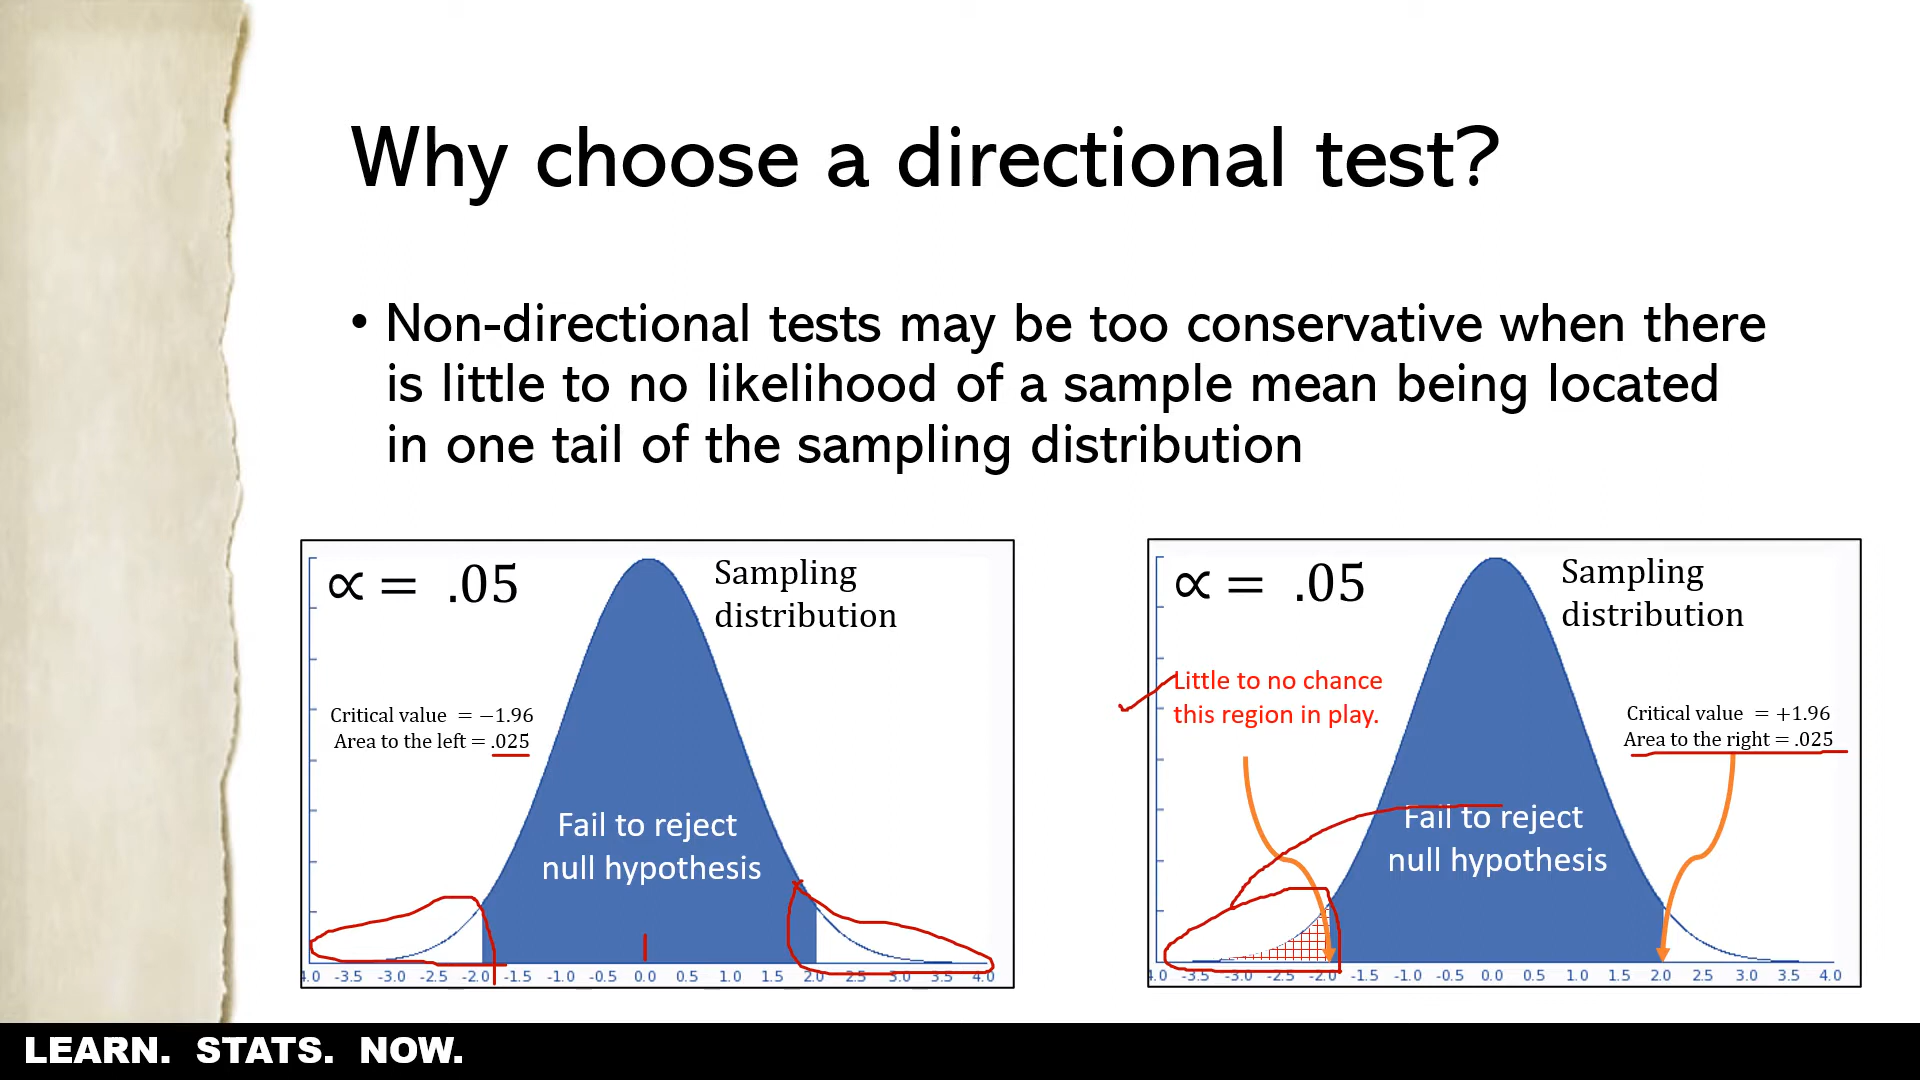 Why choose a directional test?
• Non-directional tests may be too conservative when there
is little to no likelihood of a sample mean being located
in one tail of the sampling distribution
∝ = .05
Sampling
distribution
Critical value = −1.96
Area to the left = .025
Fail to reject
null hypothesis
4.0 -3.5 -3.0 -2.5 -2.0 -1.5 -1.0 -0.5 0.0 0.5 1.0 1.5 2.0 2.5 3.0 3.5 4.0
∝ = .05
Sampling
distribution
Little to no chance
this region in play.
Critical value = +1.96
Area to the right = .025
Fail to reject
null hypothesis
4.0 -3.5 -3.0 -2.5 -2.0 -1.5 -1.0 -0.5 0.0 0.5 1.0 1.5 2.0 2.5 3.0 3.5 4.0
LEARN. STATS. NOW.